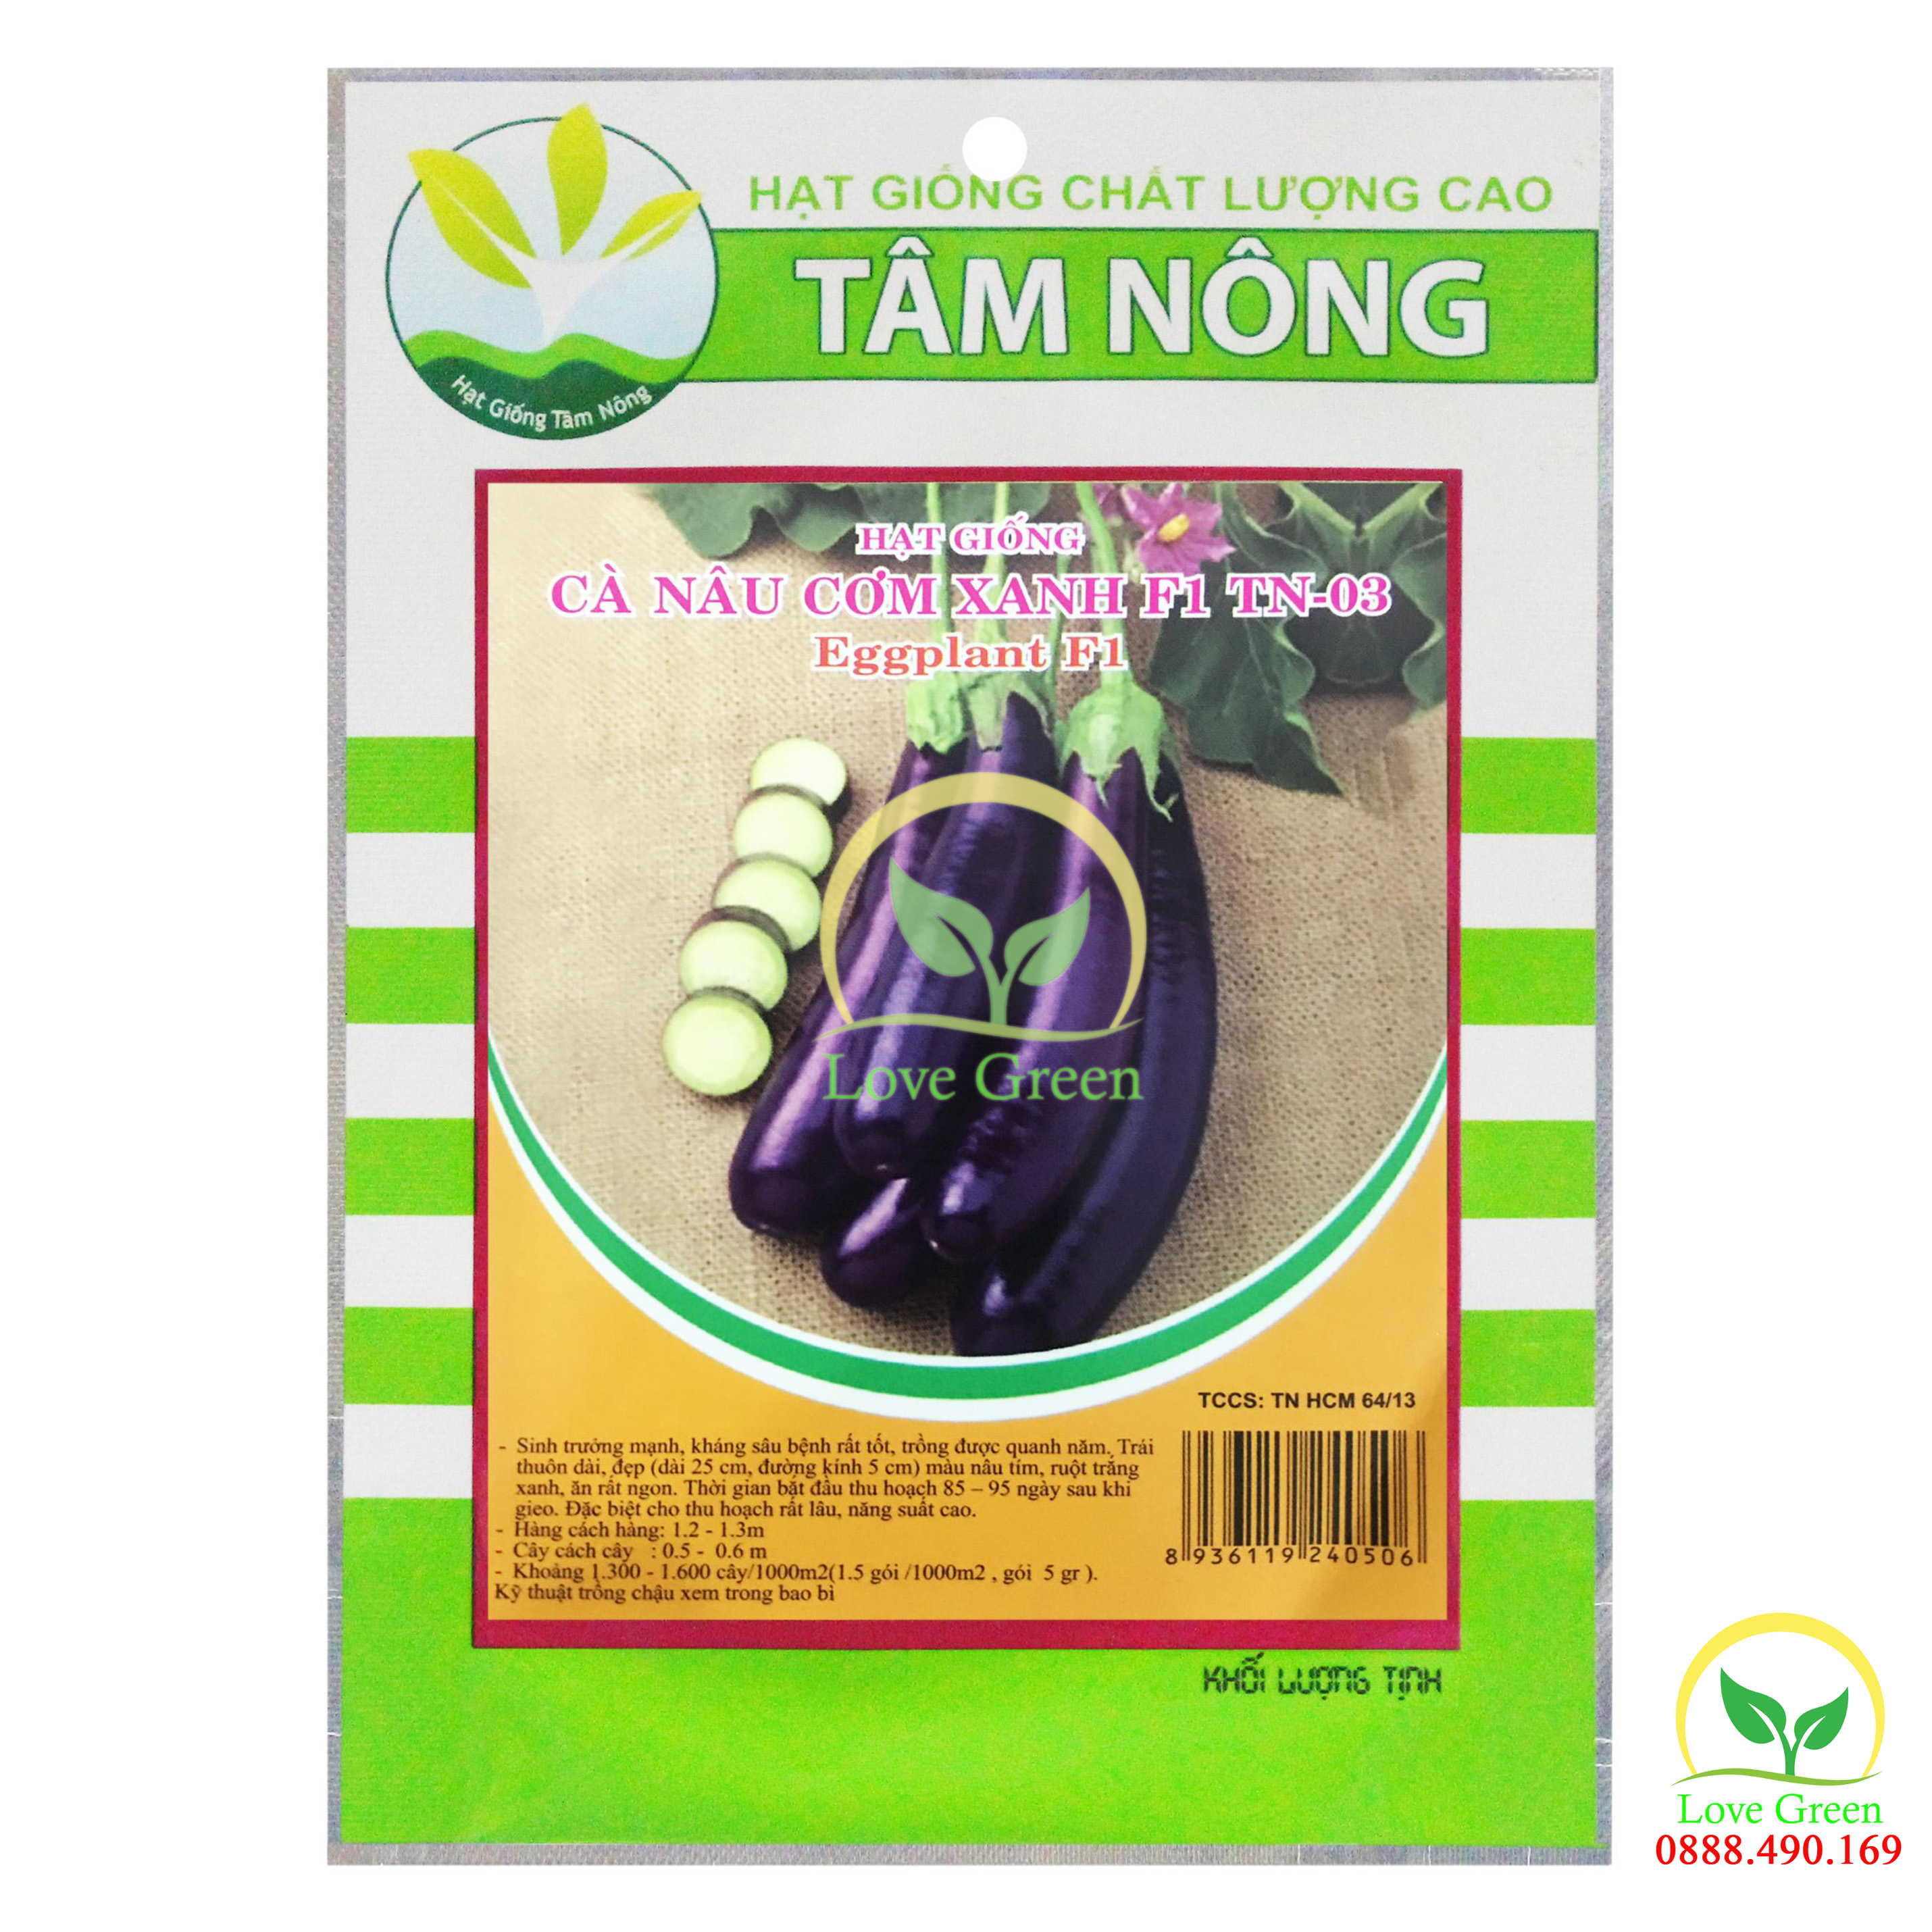 HẠT GIỐNG CHẤT LƯỢNG CAO
TÂM NÔNG
Hạt Giống Tâm Nông
HẠT GIỐNG
CÀ NÂU CƠM XANH F1 TN-03
Eggplant F1
Love Green
TCCS: TN HCM 64/13
- Sinh trưởng mạnh, kháng sâu bệnh rất tốt, trồng được quanh năm. Trái
thuôn dài, đẹp (dài 25 cm, đường kính 5 cm) màu nâu tím, ruột trắng
xanh, ăn rất ngon. Thời gian bắt đầu thu hoạch 85 – 95 ngày sau khi
gieo. Đặc biệt cho thu hoạch rất lâu, năng suất cao.
- Hàng cách hàng: 1.2 - 1.3m
- Cây cách cây : 0.5 - 0.6 m
- Khoảng 1.300 - 1.600 cây/1000m2(1.5 gói /1000m2 , gói 5 gr ).
Kỹ thuật trồng chậu xem trong bao bì
8 936119 240506
KHỐI LƯỢNG TỊNH
Love Green
0888.490.169